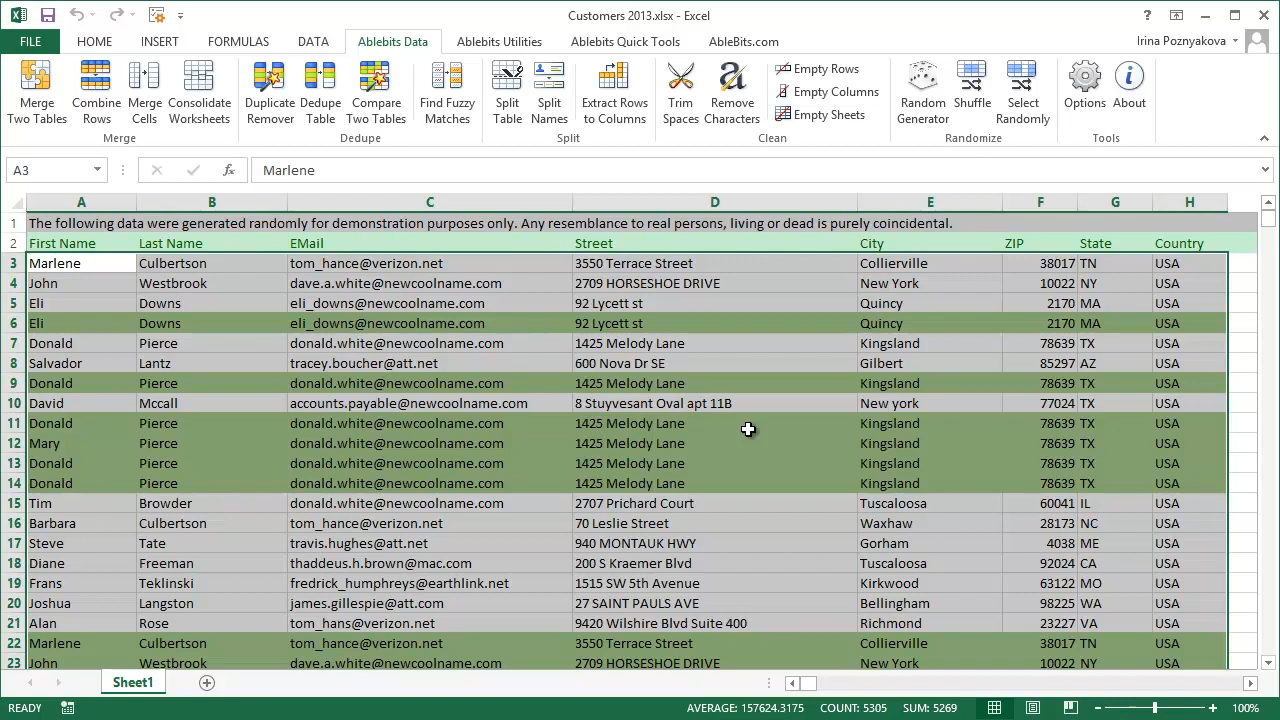 Customers 2013.xlsx - Excel
?
FILE HOME INSERT FORMULAS DATA Ablebits Data Ablebits Utilities Ablebits Quick Tools AbleBits.com Irina Poznyakova
Merge Two Tables
Combine Rows
Merge Cells
Consolidate Worksheets
Merge
Duplicate Remover
Dedupe Table
Compare Two Tables
Find Fuzzy Matches
Dedupe
Split Table
Split Names
Extract Rows to Columns
Split
Trim Spaces
Remove Characters
Empty Rows
Empty Columns
Empty Sheets
Clean
Random Generator
Shuffle
Select Randomly
Randomize
Options
About
Tools
A3 fx Marlene
A B C D E F G H
1 The following data were generated randomly for demonstration purposes only. Any resemblance to real persons, living or dead is purely coincidental.
2 First Name Last Name EMail Street City ZIP State Country
3 Marlene Culbertson tom_hance@verizon.net 3550 Terrace Street Collierville 38017 TN USA
4 John Westbrook dave.a.white@newcoolname.com 2709 HORSESHOE DRIVE New York 10022 NY USA
5 Eli Downs eli_downs@newcoolname.com 92 Lycett st Quincy 2170 MA USA
6 Eli Downs eli_downs@newcoolname.com 92 Lycett st Quincy 2170 MA USA
7 Donald Pierce donald.white@newcoolname.com 1425 Melody Lane Kingsland 78639 TX USA
8 Salvador Lantz tracey.boucher@att.net 600 Nova Dr SE Gilbert 85297 AZ USA
9 Donald Pierce donald.white@newcoolname.com 1425 Melody Lane Kingsland 78639 TX USA
10 David Mccall accounts.payable@newcoolname.com 8 Stuyvesant Oval apt 11B New york 77024 TX USA
11 Donald Pierce donald.white@newcoolname.com 1425 Melody Lane Kingsland 78639 TX USA
12 Mary Pierce donald.white@newcoolname.com 1425 Melody Lane Kingsland 78639 TX USA
13 Donald Pierce donald.white@newcoolname.com 1425 Melody Lane Kingsland 78639 TX USA
14 Donald Pierce donald.white@newcoolname.com 1425 Melody Lane Kingsland 78639 TX USA
15 Tim Browder donald.white@newcoolname.com 2707 Prichard Court Tuscaloosa 60041 IL USA
16 Barbara Culbertson tom_hance@verizon.net 70 Leslie Street Waxhaw 28173 NC USA
17 Steve Tate travis.hughes@att.net 940 MONTAUK HWY Gorham 4038 ME USA
18 Diane Freeman thaddeus.h.brown@mac.com 200 S Kraemer Blvd Tuscaloosa 92024 CA USA
19 Frans Teklinski fredrick_humphreys@earthlink.net 1515 SW 5th Avenue Kirkwood 63122 MO USA
20 Joshua Langston james.gillespie@att.com 27 SAINT PAULS AVE Bellingham 98225 WA USA
21 Alan Rose tom_hans@verizon.net 9420 Wilshire Blvd Suite 400 Richmond 23227 VA USA
22 Marlene Culbertson tom_hance@verizon.net 3550 Terrace Street Collierville 38017 TN USA
23 John Westbrook dave.a.white@newcoolname.com 2709 HORSESHOE DRIVE New York 10022 NY USA
Sheet1
READY AVERAGE: 157624.3175 COUNT: 5305 SUM: 5269 100%